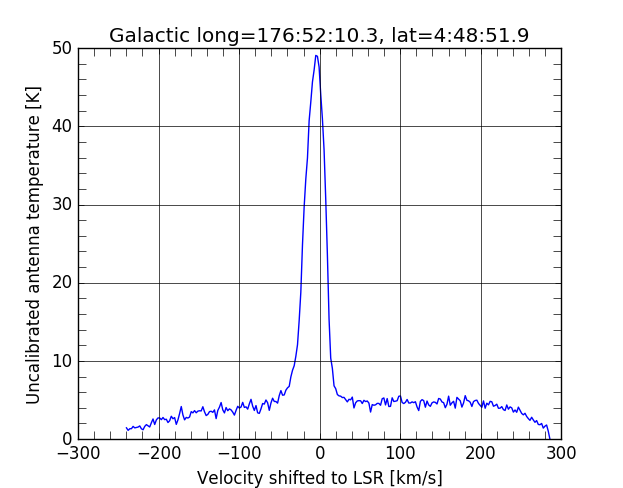 Galactic long=176:52:10.3, lat=4:48:51.9
Uncalibrated antenna temperature [K]
50
40
30
20
10
0
−300 −200 −100 0 100 200 300
Velocity shifted to LSR [km/s]